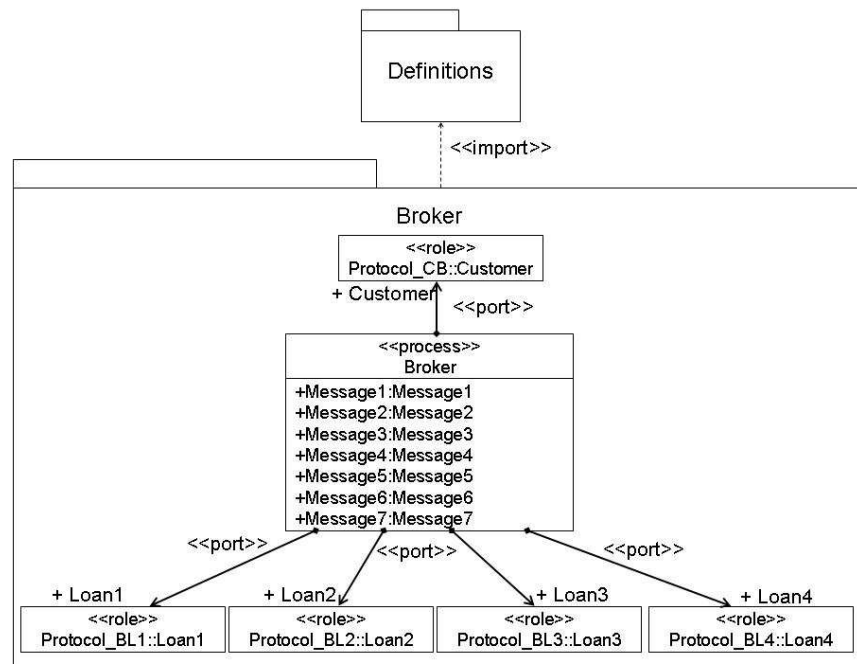 Definitions
<<import>>
Broker
<<role>>
Protocol_CB::Customer
+ Customer
<<port>>
<<process>>
Broker
+Message1:Message1
+Message2:Message2
+Message3:Message3
+Message4:Message4
+Message5:Message5
+Message6:Message6
+Message7:Message7
<<port>>
<<port>>
<<port>>
+ Loan1
+ Loan2
+ Loan3
+ Loan4
<<role>>
Protocol_BL1::Loan1
<<role>>
Protocol_BL2::Loan2
<<role>>
Protocol_BL3::Loan3
<<role>>
Protocol_BL4::Loan4